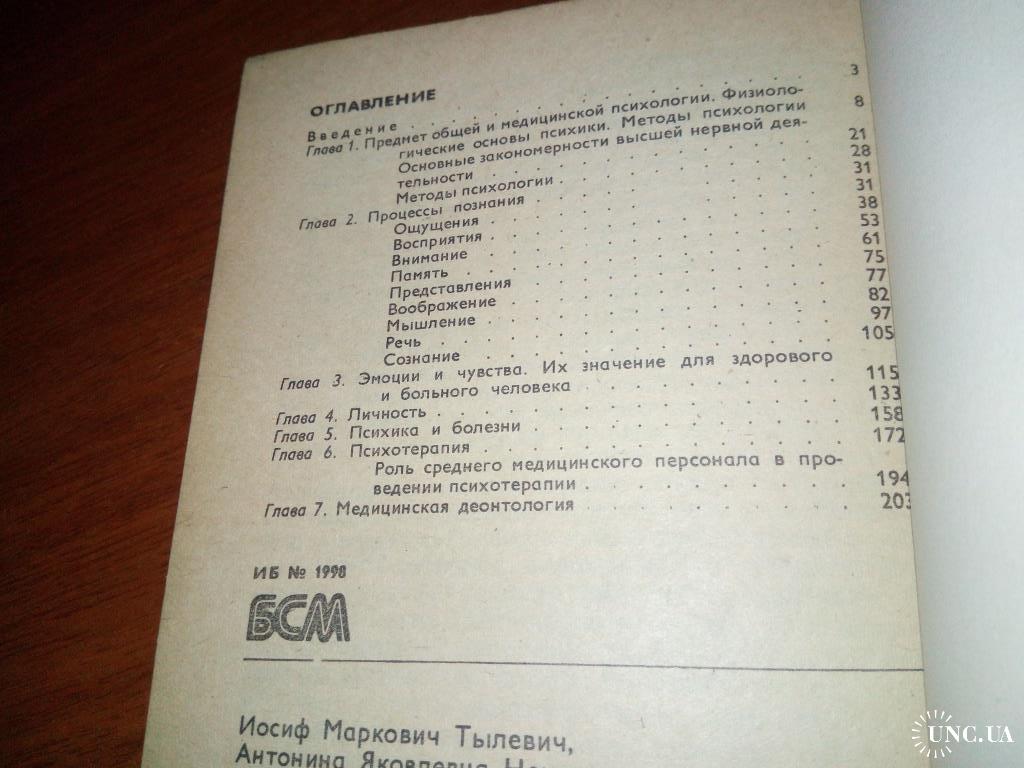 ОГЛАВЛЕНИЕ
Введение . . . . . . . . . . . . . . 3
Глава 1. Предмет общей и медицинской психологии. Физиоло-
гические основы психики. Методы психологии 8
Основные закономерности высшей нервной дея-
тельности . . . . . . . . . . . . . 21
Методы психологии . . . . . . . . . . 28
Глава 2. Процессы познания . . . . . . . . . . 31
Ощущения . . . . . . . . . . . . . 31
Восприятия . . . . . . . . . . . . . 38
Внимание . . . . . . . . . . . . . 53
Память . . . . . . . . . . . . . . 61
Представления . . . . . . . . . . . . 75
Воображение . . . . . . . . . . . . 77
Мышление . . . . . . . . . . . . . 82
Речь . . . . . . . . . . . . . . . 97
Сознание . . . . . . . . . . . . . 105
Глава 3. Эмоции и чувства. Их значение для здорового
и больного человека . . . . . . . . . . 115
Глава 4. Личность . . . . . . . . . . . . . 133
Глава 5. Психика и болезни . . . . . . . . . . 158
Глава 6. Психотерапия . . . . . . . . . . . . 172
Роль среднего медицинского персонала в про-
ведении психотерапии . . . . . . . . . . 194
Глава 7. Медицинская деонтология . . . . . . . . 203
ИБ № 1998
БСМ
Иосиф Маркович Тылевич,
Антонина Яковлевна
UNC.UA